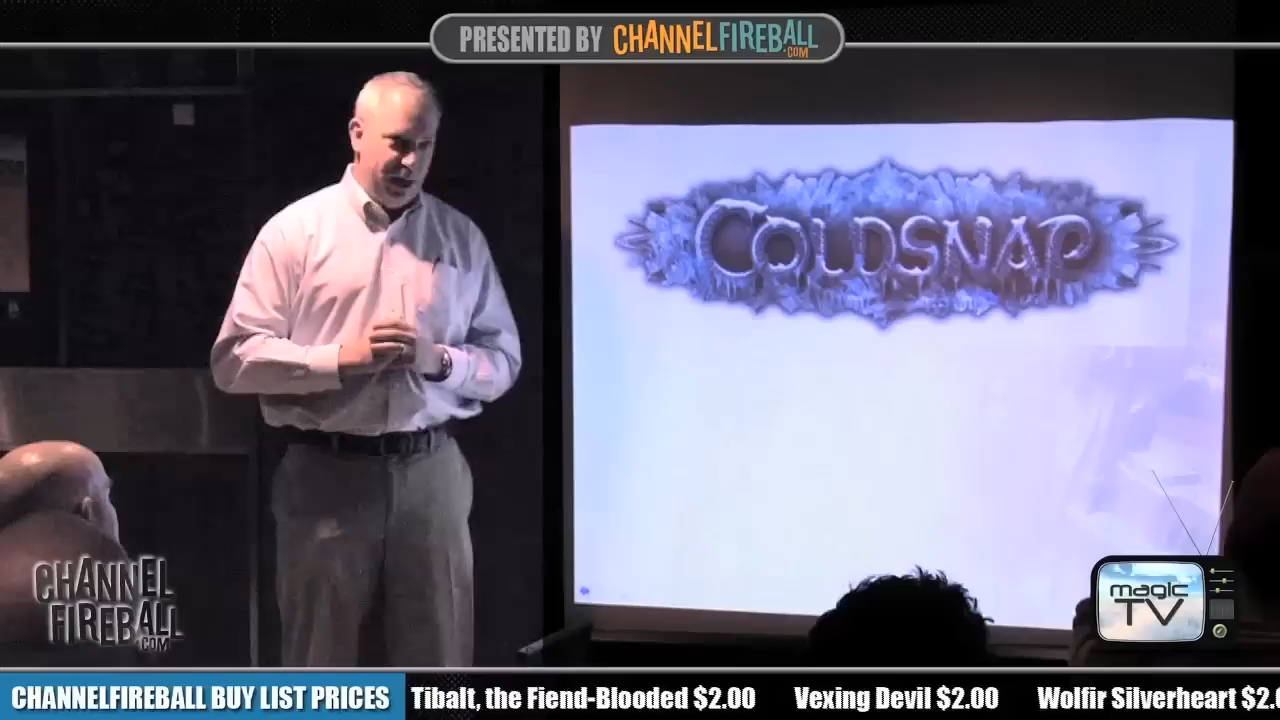 PRESENTED BY CHANNELFIREBALL.COM
COLDSNAP
CHANNEL
FIREBALL
.COM
magic
TV
CHANNELFIREBALL BUY LIST PRICES Tibalt, the Fiend-Blooded $2.00 Vexing Devil $2.00 Wolfir Silverheart $2.